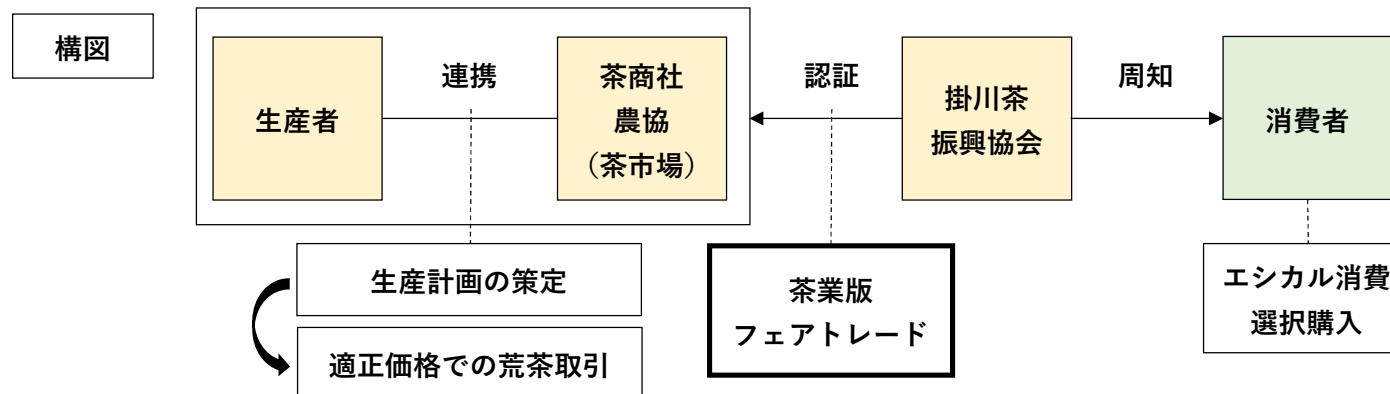 構図
生産者
連携
茶商社
農協
（茶市場）
認証
掛川茶
振興協会
周知
消費者
生産計画の策定
適正価格での荒茶取引
茶業版
フェアトレード
エシカル消費
選択購入